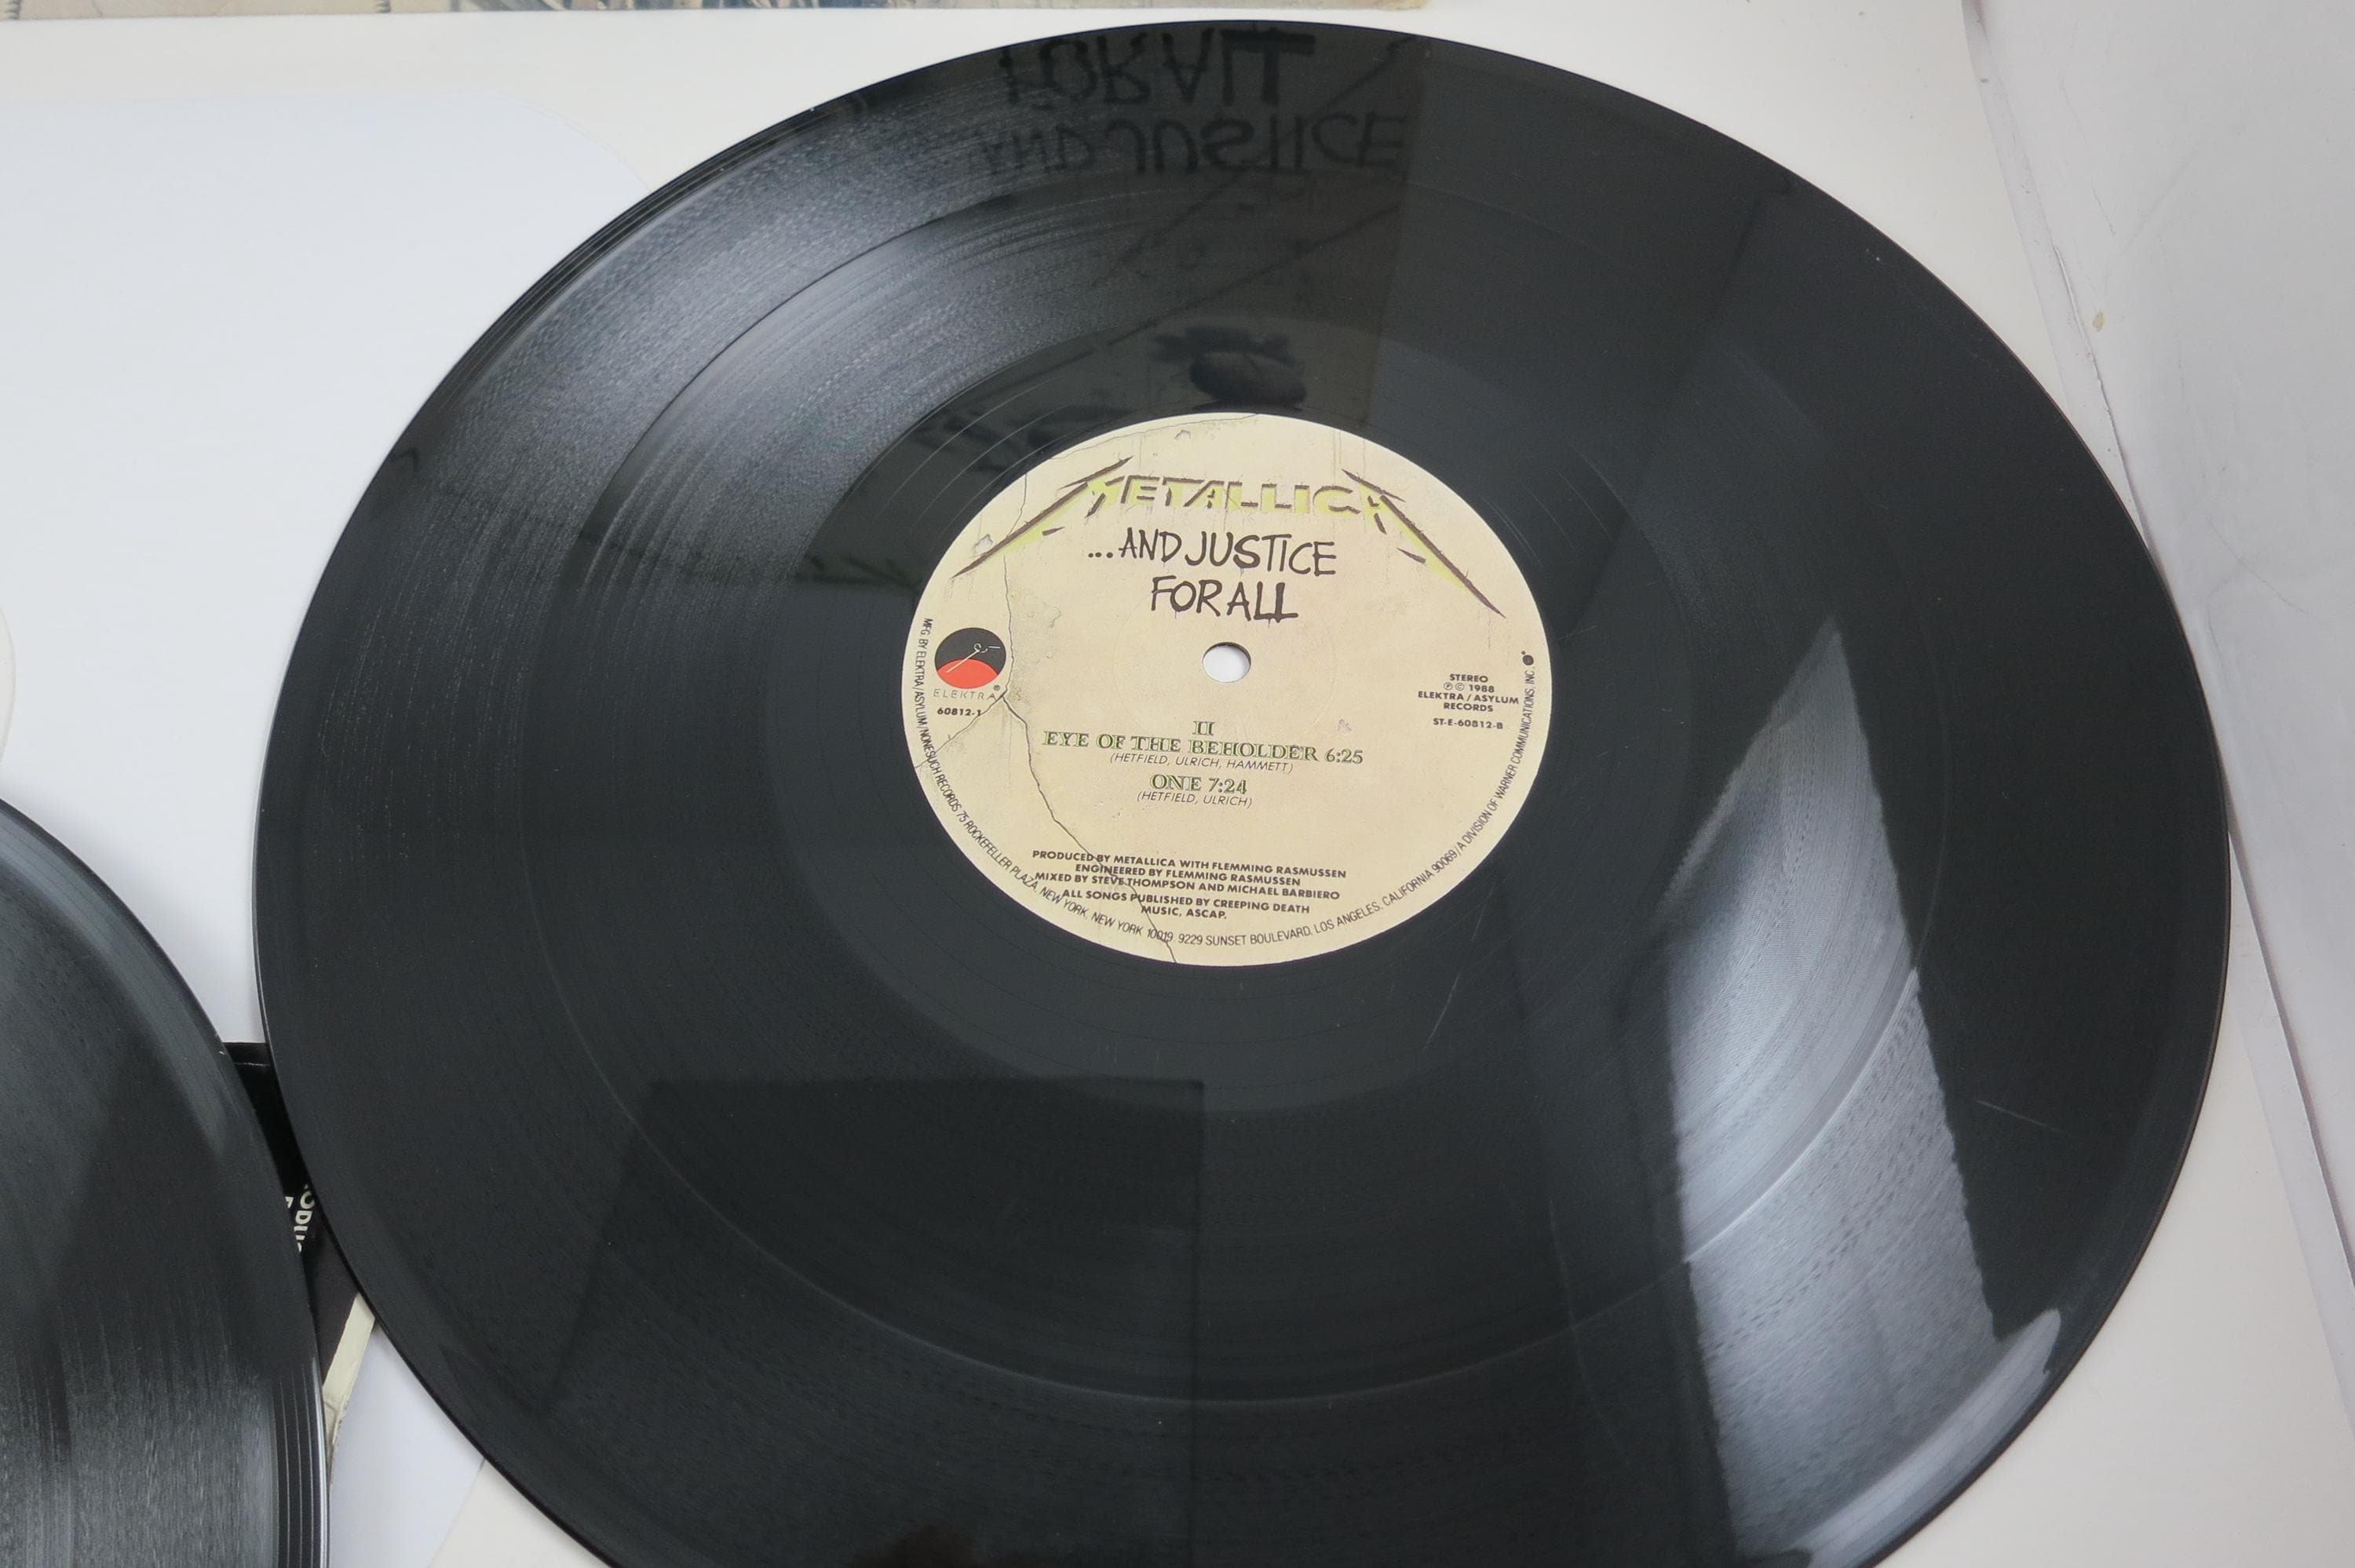 METALLICA
...AND JUSTICE
FOR ALL
ELEKTRA
60812-1
STEREO
℗ © 1988
ELEKTRA / ASYLUM
RECORDS
ST-E-60812-B
II
EYE OF THE BEHOLDER 6:25
(HETFIELD, ULRICH, HAMMETT)
ONE 7:24
(HETFIELD, ULRICH)
PRODUCED BY METALLICA WITH FLEMMING RASMUSSEN
ENGINEERED BY FLEMMING RASMUSSEN
MIXED BY STEVE THOMPSON AND MICHAEL BARBIERO
ALL SONGS PUBLISHED BY CREEPING DEATH
MUSIC, ASCAP.
MFG. BY ELEKTRA/ASYLUM/NONESUCH RECORDS 75 ROCKEFELLER PLAZA, NEW YORK, NEW YORK 10019 9229 SUNSET BOULEVARD, LOS ANGELES, CALIFORNIA 90069/A DIVISION OF WARNER COMMUNICATIONS INC.
AND JUSTICE
FOR ALL